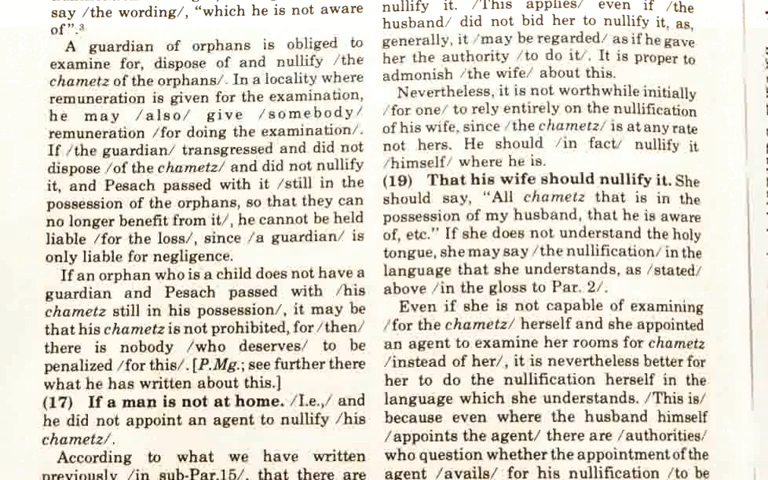 say /the wording/, "which he is not aware
of".³
A guardian of orphans is obliged to
examine for, dispose of and nullify /the
chametz of the orphans/. In a locality where
remuneration is given for the examination,
he may /also/ give /somebody/
remuneration /for doing the examination/.
If /the guardian/ transgressed and did not
dispose /of the chametz/ and did not nullify
it, and Pesach passed with it /still in the
possession of the orphans, so that they can
no longer benefit from it/, he cannot be held
liable /for the loss/, since /a guardian/ is
only liable for negligence.
If an orphan who is a child does not have a
guardian and Pesach passed with /his
chametz still in his possession/, it may be
that his chametz is not prohibited, for /then/
there is nobody /who deserves/ to be
penalized /for this/. [P.Mg.; see further there
what he has written about this.]
(17) If a man is not at home. /I.e.,/ and
he did not appoint an agent to nullify /his
chametz/.
According to what we have written
previously /in sub-Par.15/, that there are
nullify it. /This applies/ even if /the
husband/ did not bid her to nullify it, as,
generally, it /may be regarded/ as if he gave
her the authority /to do it/. It is proper to
admonish /the wife/ about this.
Nevertheless, it is not worthwhile initially
/for one/ to rely entirely on the nullification
of his wife, since /the chametz/ is at any rate
not hers. He should /in fact/ nullify it
/himself/ where he is.
(19) That his wife should nullify it. She
should say, "All chametz that is in the
possession of my husband, that he is aware
of, etc." If she does not understand the holy
tongue, she may say /the nullification/ in the
language that she understands, as /stated/
above /in the gloss to Par. 2/.
Even if she is not capable of examining
/for the chametz/ herself and she appointed
an agent to examine her rooms for chametz
/instead of her/, it is nevertheless better for
her to do the nullification herself in the
language which she understands. /This is/
because even where the husband himself
/appoints the agent/ there are /authorities/
who question whether the appointment of the
agent /avails/ for his nullification /to be